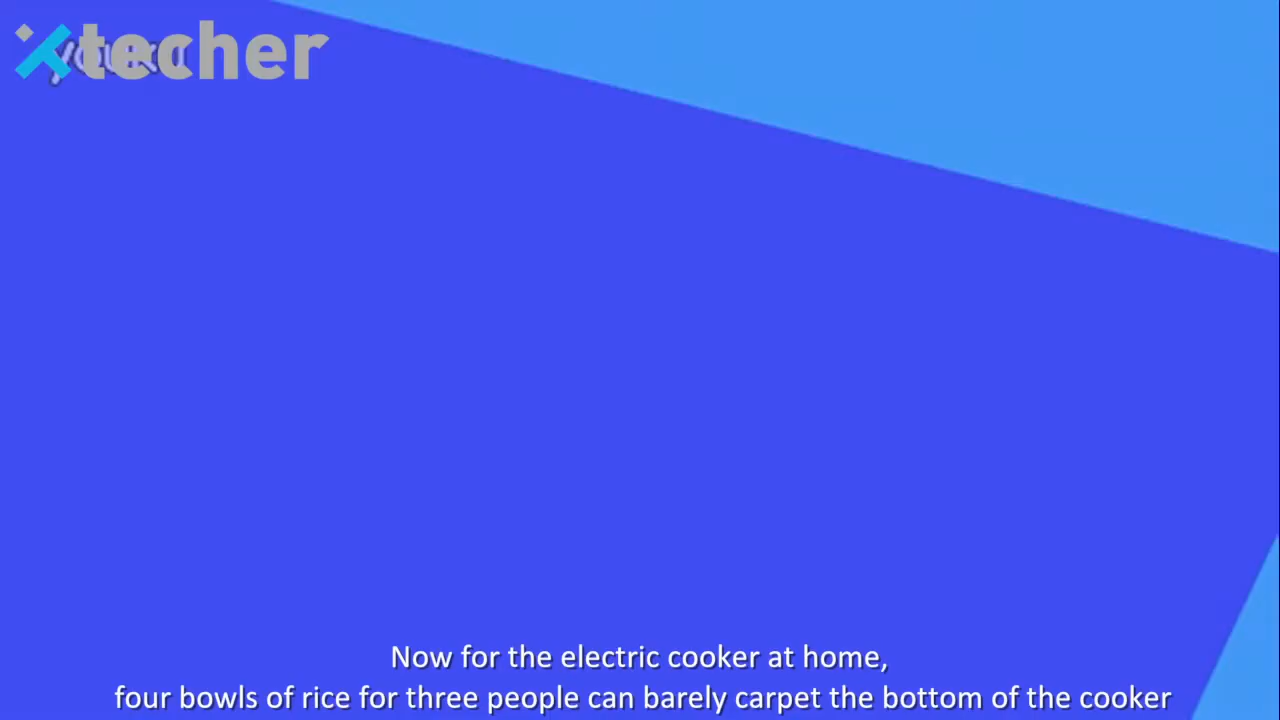 xtecher
Now for the electric cooker at home,
four bowls of rice for three people can barely carpet the bottom of the cooker